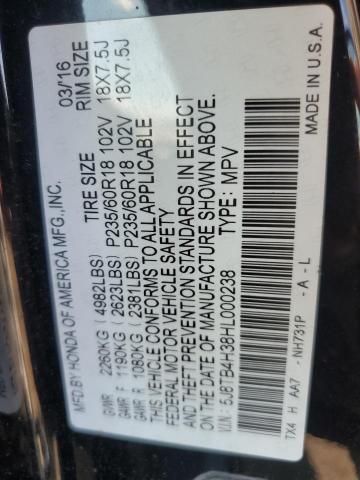 MFD.BY HONDA OF AMERICA MFG.,INC. 03/16
TIRE SIZE RIM SIZE
GVWR 2260KG (4982LBS)
GAWR F 1190KG (2623LBS) P235/60R18 102V 18X7.5J
GAWR R 1080KG (2381LBS) P235/60R18 102V 18X7.5J
THIS VEHICLE CONFORMS TO ALL APPLICABLE
FEDERAL MOTOR VEHICLE SAFETY
AND THEFT PREVENTION STANDARDS IN EFFECT
ON THE DATE OF MANUFACTURE SHOWN ABOVE.
5J8TB4H38HL000238 TYPE: MPV
TX4 H AA7 NH731P - A - L MADE IN U.S.A.